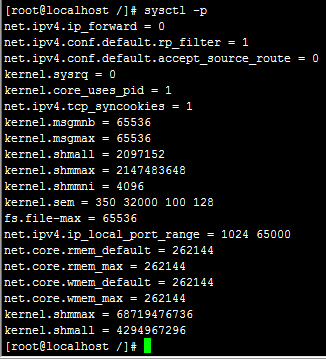 [root@localhost /]# sysctl -p
net.ipv4.ip_forward = 0
net.ipv4.conf.default.rp_filter = 1
net.ipv4.conf.default.accept_source_route = 0
kernel.sysrq = 0
kernel.core_uses_pid = 1
net.ipv4.tcp_syncookies = 1
kernel.msgmnb = 65536
kernel.msgmax = 65536
kernel.shmall = 2097152
kernel.shmmax = 2147483648
kernel.shmmni = 4096
kernel.sem = 350 32000 100 128
fs.file-max = 65536
net.ipv4.ip_local_port_range = 1024 65000
net.core.rmem_default = 262144
net.core.rmem_max = 262144
net.core.wmem_default = 262144
net.core.wmem_max = 262144
kernel.shmmax = 68719476736
kernel.shmall = 4294967296
[root@localhost /]#